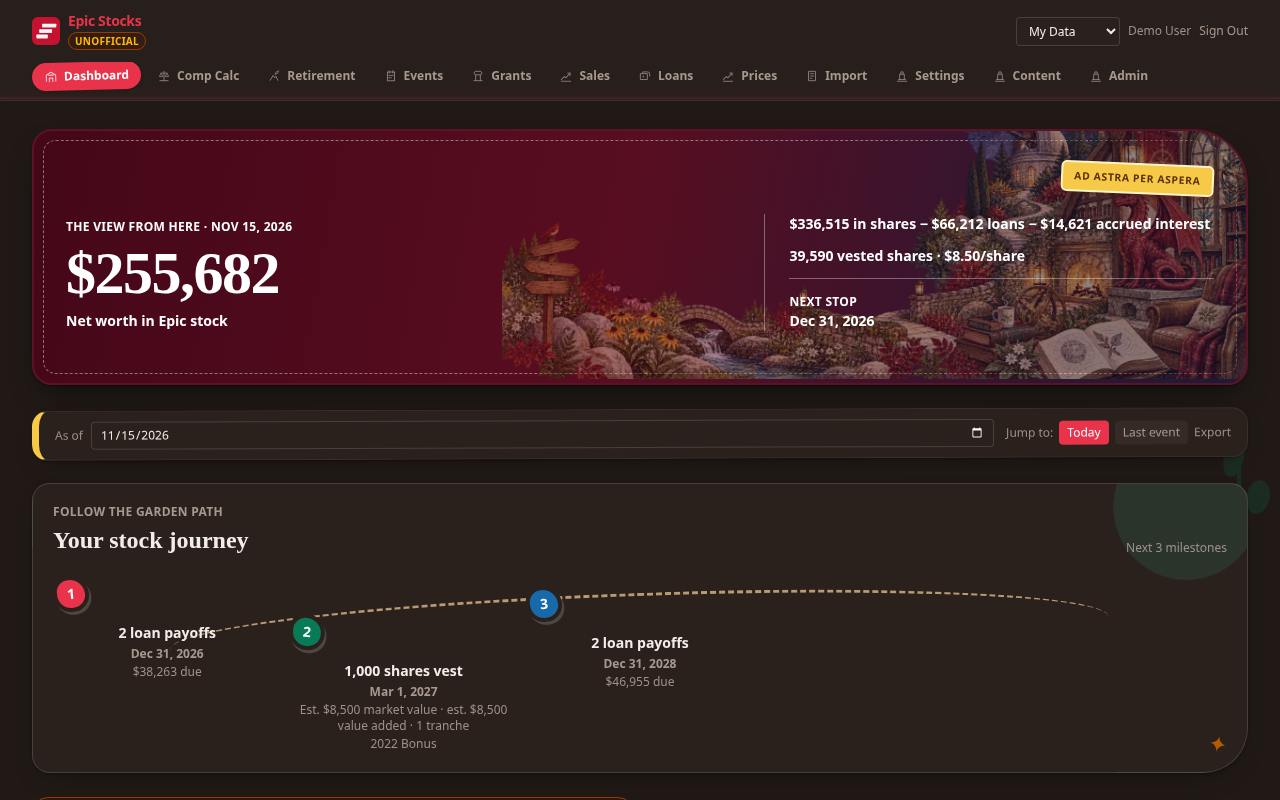 Epic Stocks
UNOFFICIAL
My Data
Demo User
Sign Out
Dashboard
Comp Calc
Retirement
Events
Grants
Sales
Loans
Prices
Import
Settings
Content
Admin
AD ASTRA PER ASPERA
THE VIEW FROM HERE · NOV 15, 2026
$255,682
Net worth in Epic stock
$336,515 in shares − $66,212 loans − $14,621 accrued interest
39,590 vested shares · $8.50/share
NEXT STOP
Dec 31, 2026
As of
11/15/2026
Jump to:
Today
Last event
Export
FOLLOW THE GARDEN PATH
Your stock journey
Next 3 milestones
1
2 loan payoffs
Dec 31, 2026
$38,263 due
2
1,000 shares vest
Mar 1, 2027
Est. $8,500 market value · est. $8,500
value added · 1 tranche
2022 Bonus
3
2 loan payoffs
Dec 31, 2028
$46,955 due